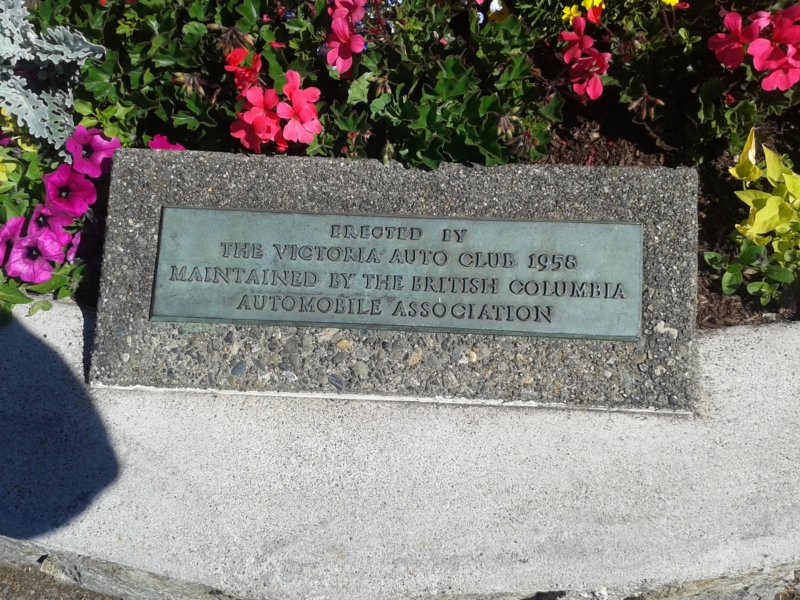 ERECTED BY
THE VICTORIA AUTO CLUB 1958
MAINTAINED BY THE BRITISH COLUMBIA
AUTOMOBILE ASSOCIATION